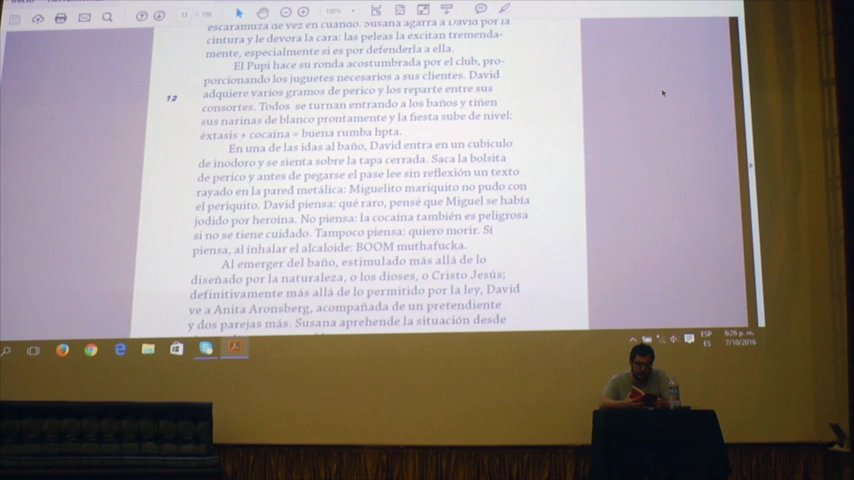 13 / 156
150%
escaramuza de vez en cuando. Susana agarra a David por la
cintura y le devora la cara: las peleas la excitan tremenda-
mente, especialmente si es por defenderla a ella.
El Pupi hace su ronda acostumbrada por el club, pro-
porcionando los juguetes necesarios a sus clientes. David
adquiere varios gramos de perico y los reparte entre sus
12
consortes. Todos se turnan entrando a los baños y tiñen
sus narinas de blanco prontamente y la fiesta sube de nivel:
éxtasis + cocaína = buena rumba hpta.
En una de las idas al baño, David entra en un cubículo
de inodoro y se sienta sobre la tapa cerrada. Saca la bolsita
de perico y antes de pegarse el pase lee sin reflexión un texto
rayado en la pared metálica: Miguelito mariquito no pudo con
el periquito. David piensa: qué raro, pensé que Miguel se había
jodido por heroína. No piensa: la cocaína también es peligrosa
si no se tiene cuidado. Tampoco piensa: quiero morir. Sí
piensa, al inhalar el alcaloide: BOOM muthafucka.
Al emerger del baño, estimulado más allá de lo
diseñado por la naturaleza, o los dioses, o Cristo Jesús;
definitivamente más allá de lo permitido por la ley, David
ve a Anita Aronsberg, acompañada de un pretendiente
y dos parejas más. Susana aprehende la situación desde
ESP
ES
6:26 p. m.
7/10/2016